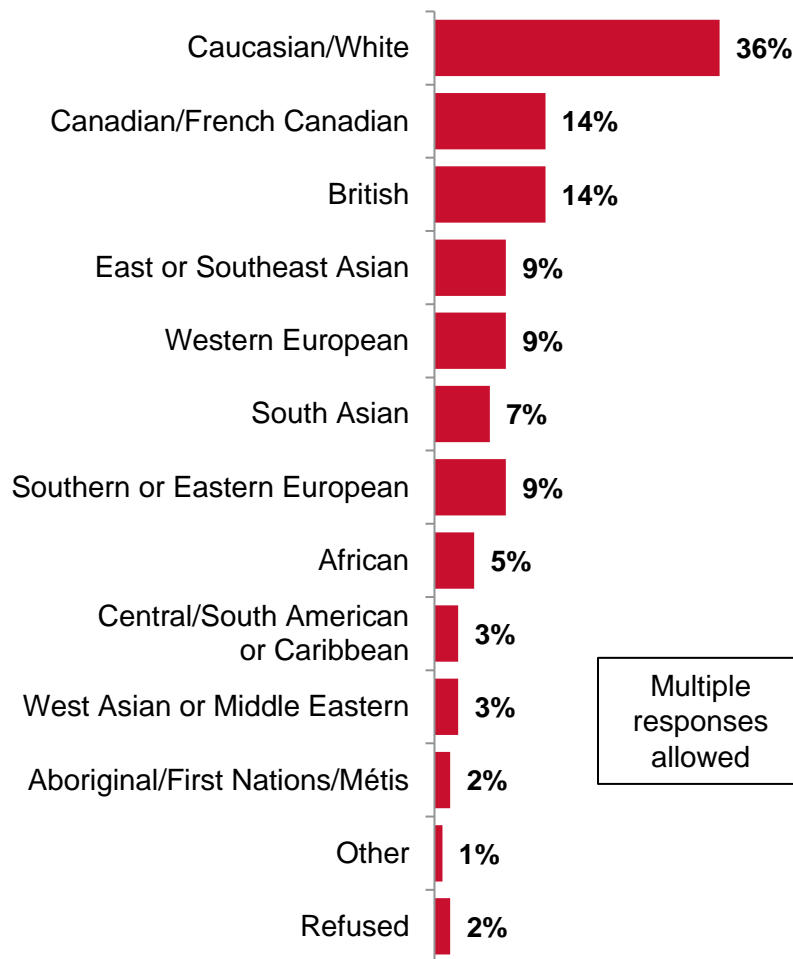 Caucasian/White 36%
Canadian/French Canadian 14%
British 14%
East or Southeast Asian 9%
Western European 9%
South Asian 7%
Southern or Eastern European 9%
African 5%
Central/South American
or Caribbean 3%
West Asian or Middle Eastern 3%
Aboriginal/First Nations/Métis 2%
Other 1%
Refused 2%
Multiple
responses
allowed